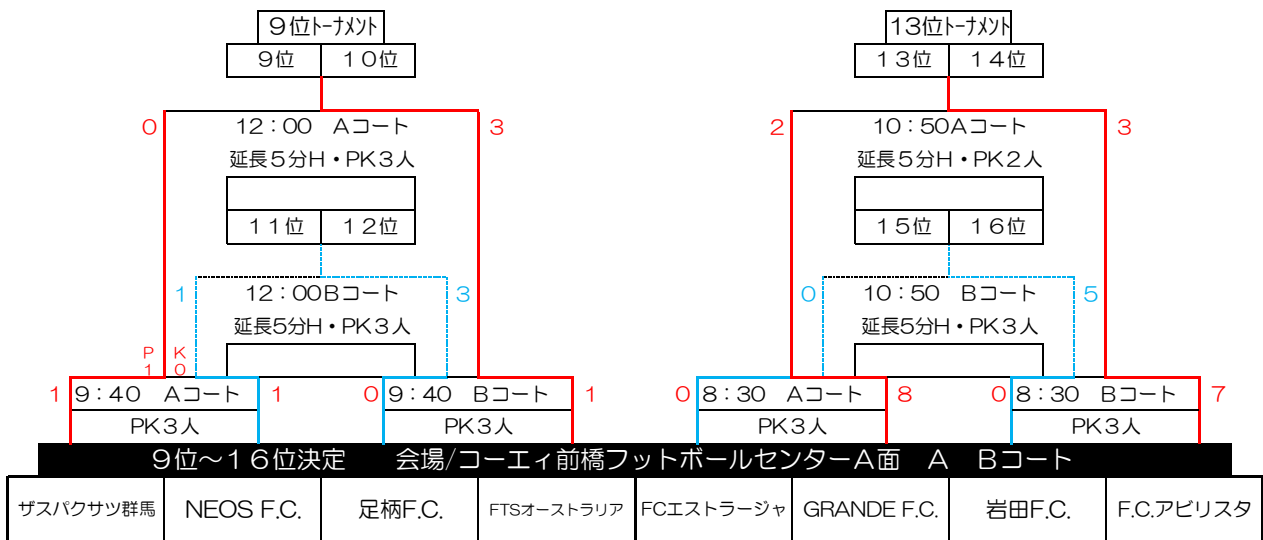 9位トーナメント 13位トーナメント
9位 10位 13位 14位
0 12:00 Aコート 3 2 10:50Aコート 3
延長5分H・PK3人 延長5分H・PK2人
11位 12位 15位 16位
1 12:00Bコート 3 0 10:50 Bコート 5
延長5分H・PK3人 延長5分H・PK3人
P K
1 0
1 9:40 Aコート 1 0 9:40 Bコート 1 0 8:30 Aコート 8 0 8:30 Bコート 7
PK3人 PK3人 PK3人 PK3人
9位~16位決定 会場/コーエィ前橋フットボールセンターA面 A Bコート
ザスパクサツ群馬 NEOS F.C. 足柄F.C. FTSオーストラリア FCエストラージャ GRANDE F.C. 岩田F.C. F.C.アビリスタ